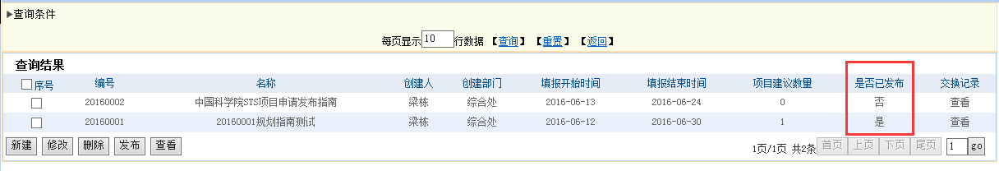 ▶查询条件
每页显示 10 行数据 【查询】 【重置】 【返回】
查询结果
序号 编号 名称 创建人 创建部门 填报开始时间 填报结束时间 项目建议数量 是否已发布 交换记录
20160002 中国科学院STS项目申请发布指南 梁栋 综合处 2016-06-13 2016-06-24 0 否 查看
20160001 20160001规划指南测试 梁栋 综合处 2016-06-12 2016-06-30 1 是 查看
新建 修改 删除 发布 查看 1页/1页 共2条 首页 上页 下页 尾页 1 go